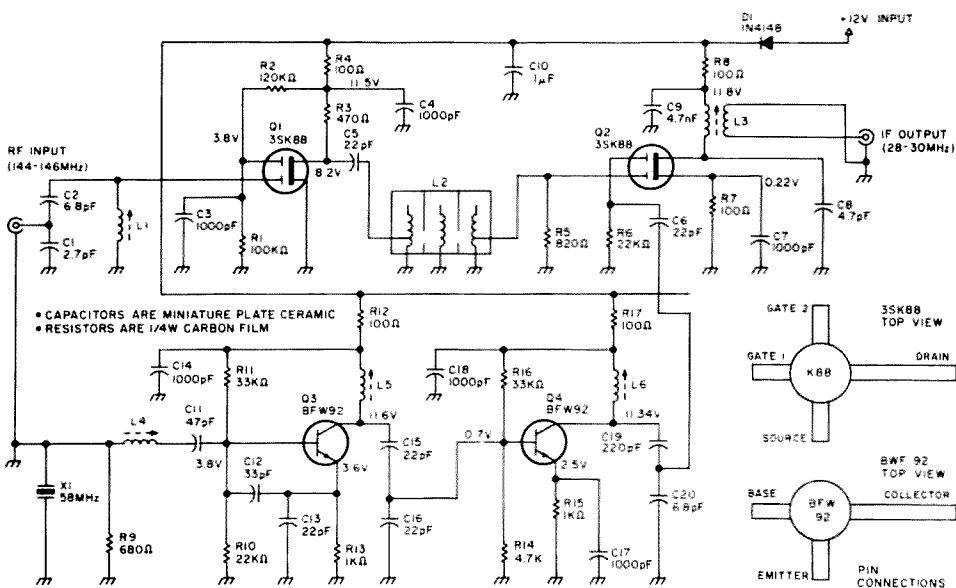 D1
1N4148
+12V INPUT
R4
100Ω
11.5V
R2
120KΩ
C10
1µF
R8
100Ω
11.8V
R3
470Ω
C4
1000pF
C9
4.7nF
L3
3.8V
Q1
3SK88
C5
22pF
8.2V
Q2
3SK88
IF OUTPUT
(28-30MHz)
RF INPUT
(144-146MHz)
C2
6.8pF
L1
C3
1000pF
C1
2.7pF
R1
100KΩ
L2
R5
820Ω
R6
22KΩ
C6
22pF
R7
100Ω
0.22V
C7
1000pF
C8
4.7pF
• CAPACITORS ARE MINIATURE PLATE CERAMIC
• RESISTORS ARE 1/4W CARBON FILM
R12
100Ω
R17
100Ω
C14
1000pF
R11
33KΩ
L5
C18
1000pF
R16
33KΩ
L6
L4
C11
47pF
3.8V
Q3
BFW92
11.6V
3.6V
C15
22pF
0.7V
Q4
BFW92
11.34V
C19
220pF
2.5V
X1
58MHz
R9
680Ω
C12
33pF
C13
22pF
R10
22KΩ
R13
1KΩ
C16
22pF
R14
4.7K
R15
1KΩ
C17
1000pF
C20
6.8pF
GATE 2
3SK88
TOP VIEW
GATE 1
K88
DRAIN
SOURCE
BWF 92
TOP VIEW
BASE
BFW
92
COLLECTOR
EMITTER
PIN
CONNECTIONS